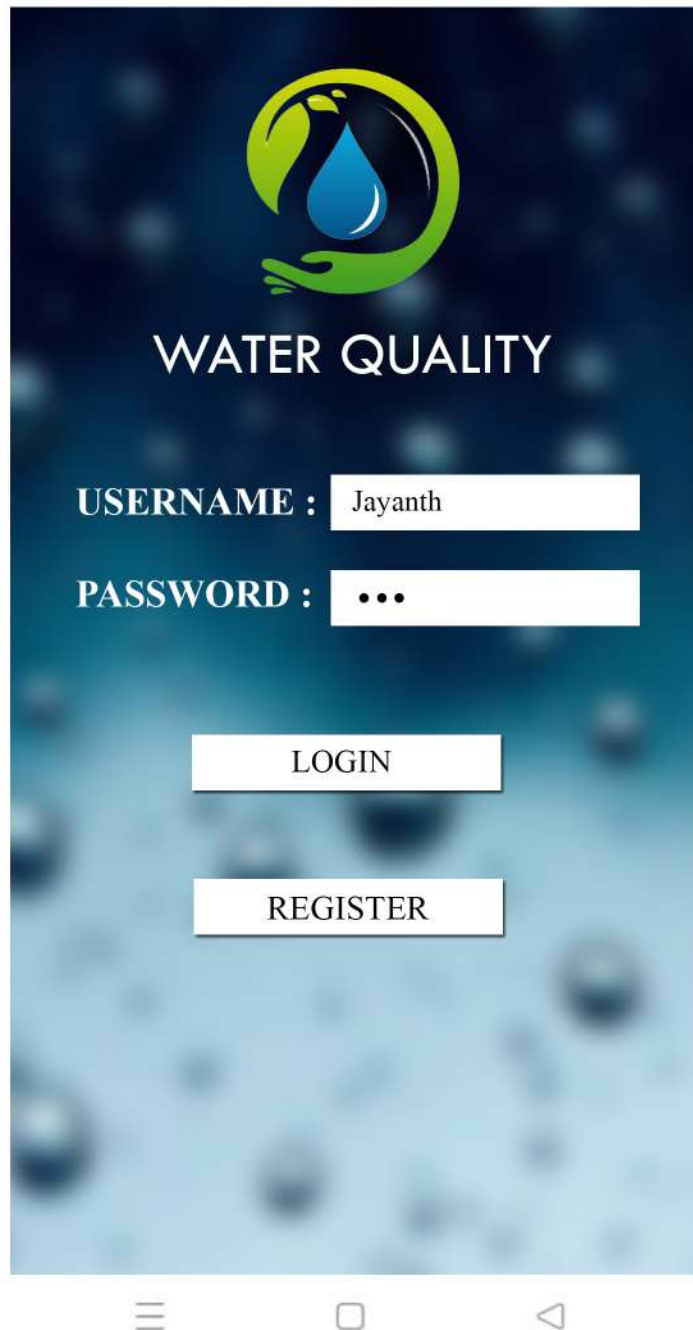 WATER QUALITY
USERNAME : Jayanth
PASSWORD : •••
LOGIN
REGISTER